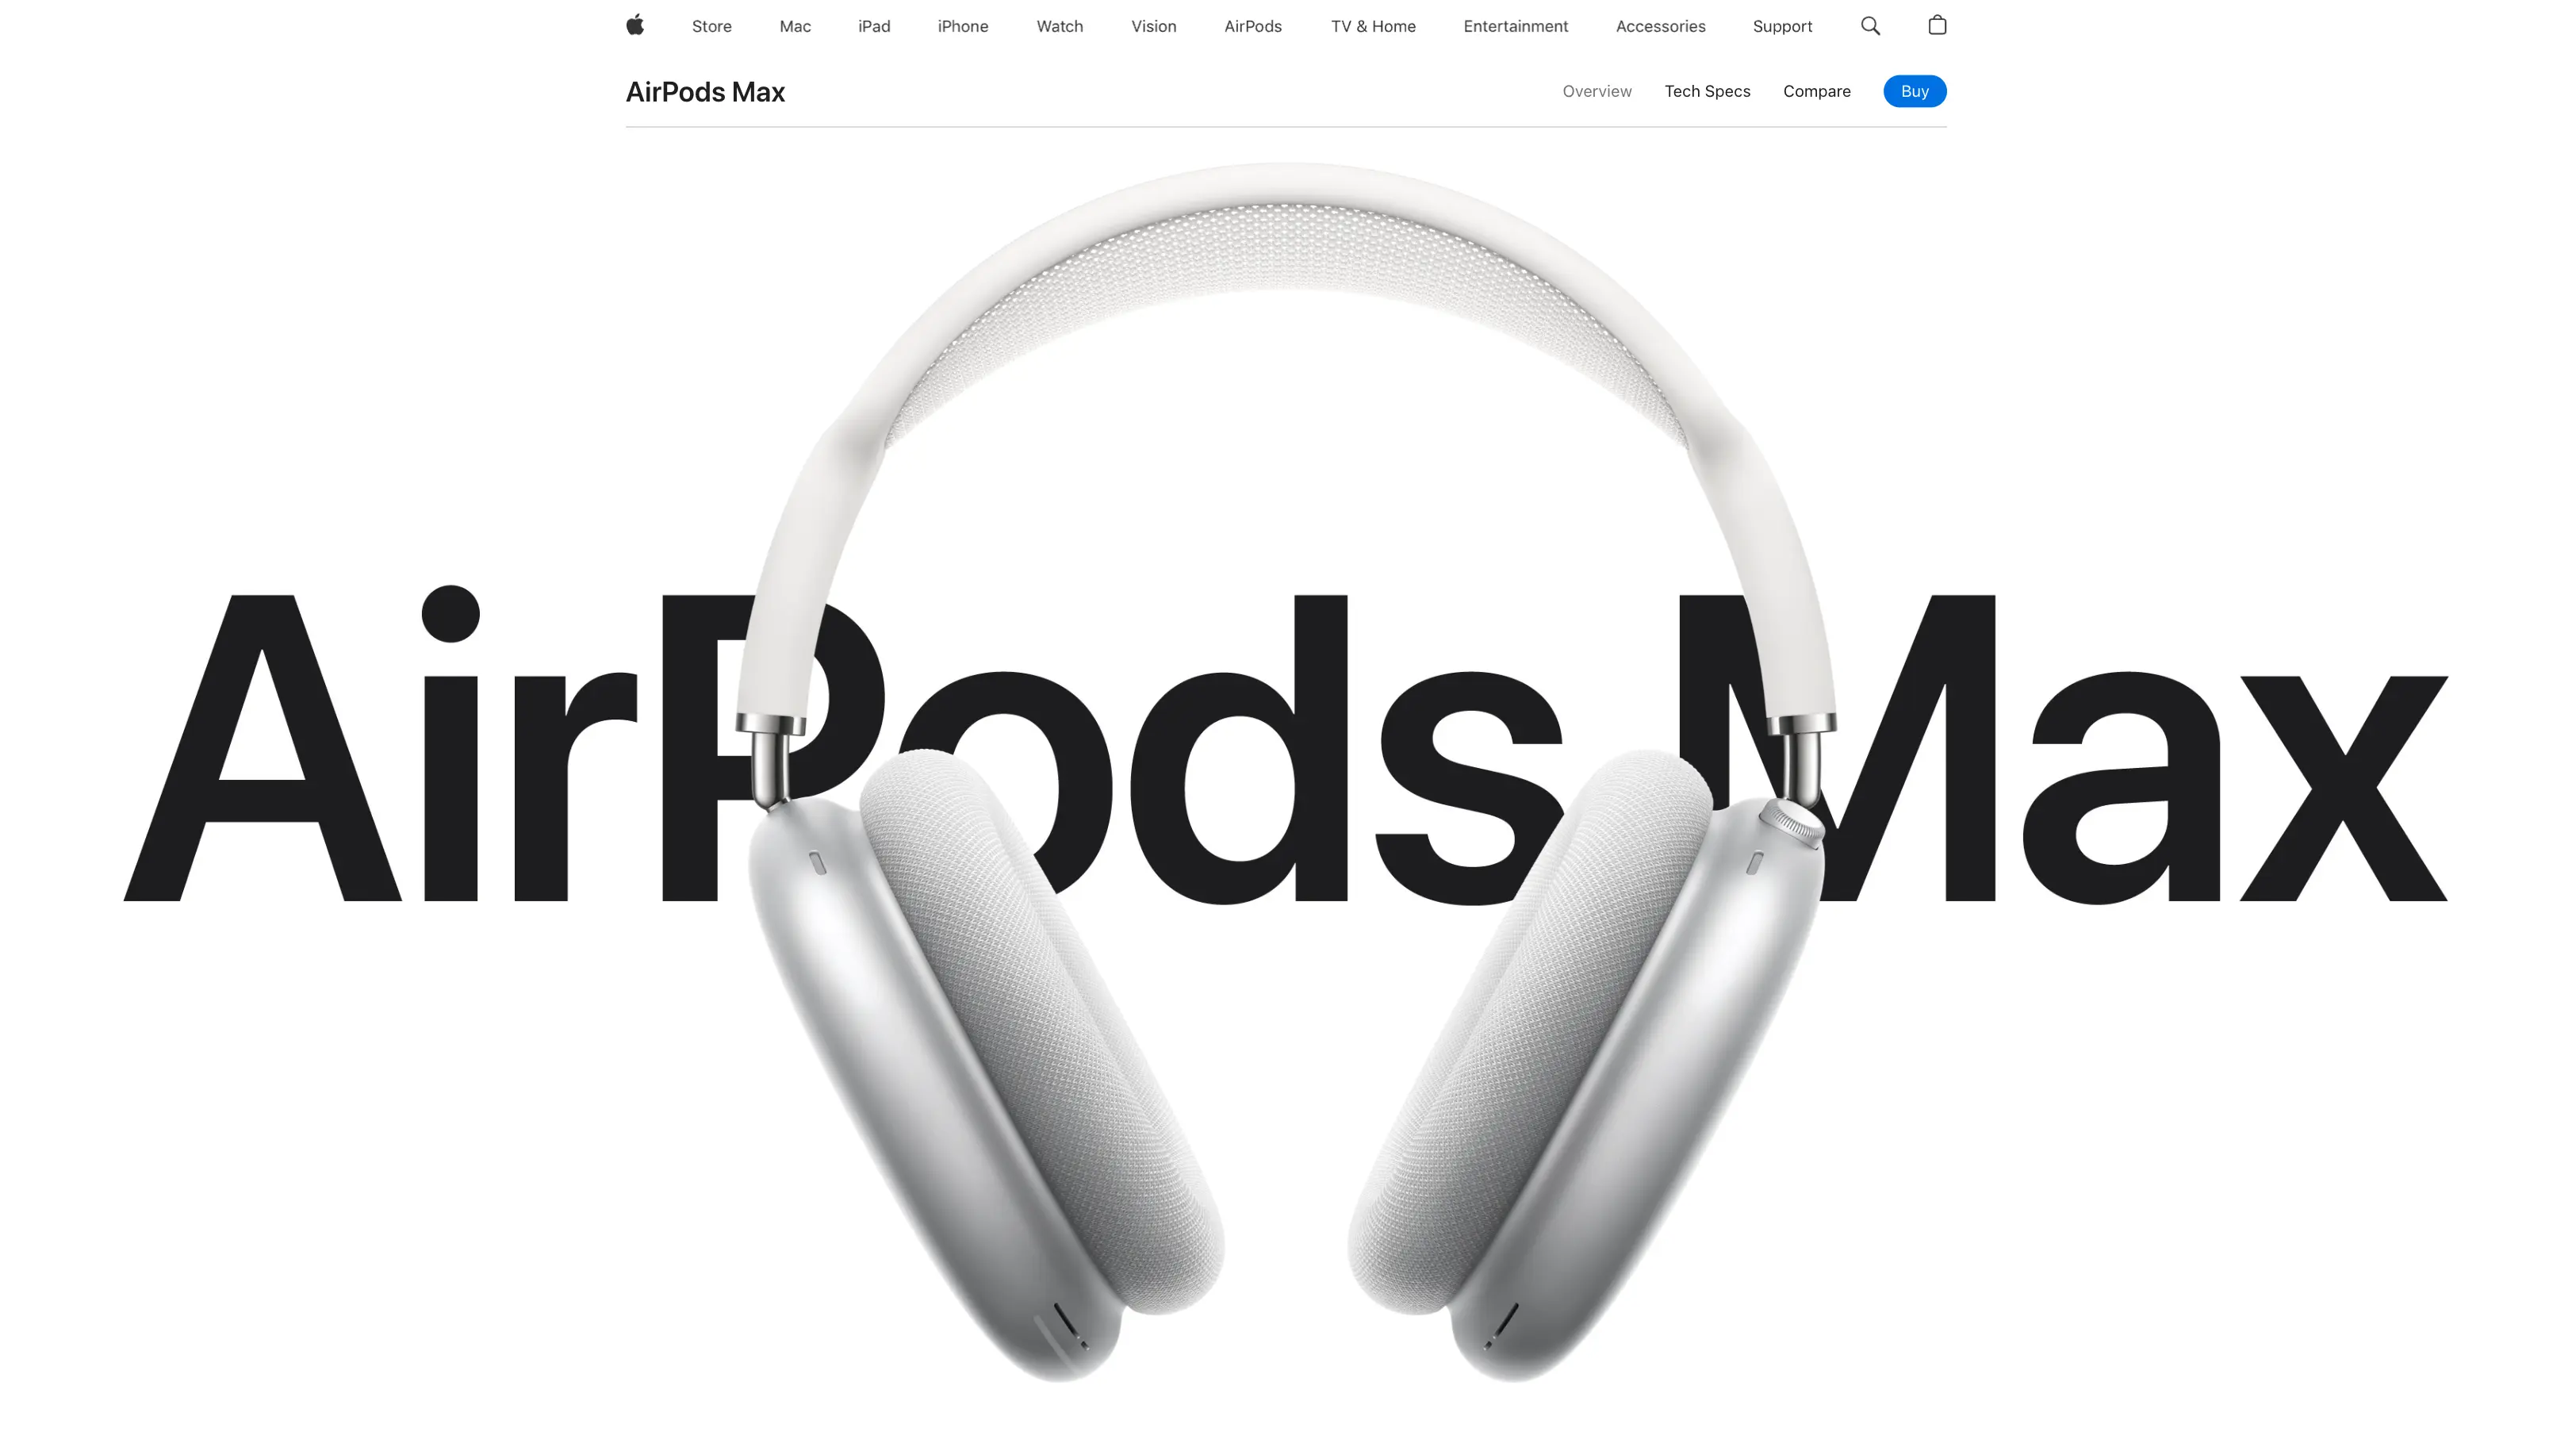 Store Mac iPad iPhone Watch Vision AirPods TV & Home Entertainment Accessories Support
AirPods Max Overview Tech Specs Compare Buy
AirPods Max